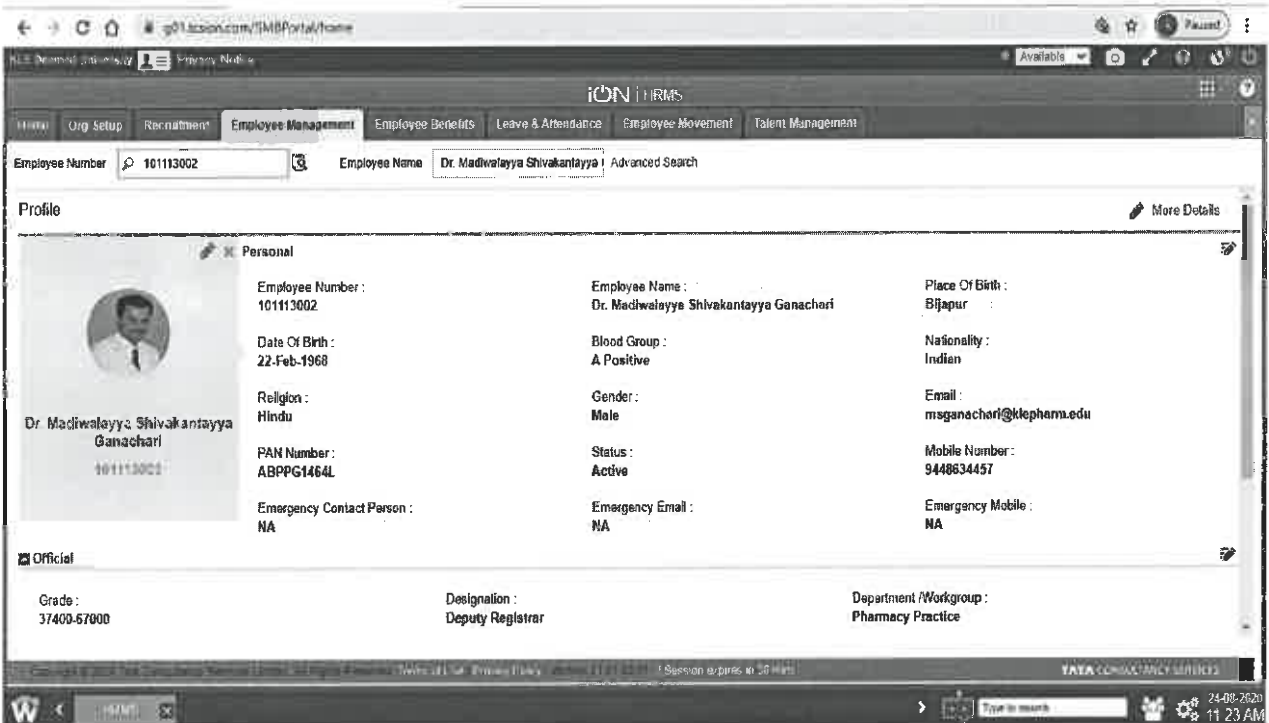 g01.tcsion.com/SMBPortal/home
Paused
Privacy Notice
Available
iON | HRMS
Home Org Setup Recruitment Employee Management Employee Benefits Leave & Attendance Employee Movement Talent Management
Employee Number 101113002 Employee Name Dr. Madiwalayya Shivakantayya Advanced Search
Profile More Details
Personal
Employee Number : Employee Name : Place Of Birth :
101113002 Dr. Madiwalayya Shivakantayya Ganachari Bijapur
Date Of Birth : Blood Group : Nationality :
22-Feb-1968 A Positive Indian
Religion : Gender : Email :
Hindu Male msganachari@klepharm.edu
Dr. Madiwalayya Shivakantayya
Ganachari
101113002
PAN Number : Status : Mobile Number :
ABPPG1464L Active 9448634457
Emergency Contact Person : Emergency Email : Emergency Mobile :
NA NA NA
Official
Grade : Designation : Department /Workgroup :
37400-67000 Deputy Registrar Pharmacy Practice
Session expires in 30 mins TATA CONSULTANCY SERVICES
W HRMS Type to search 24-08-2020
11:23 AM